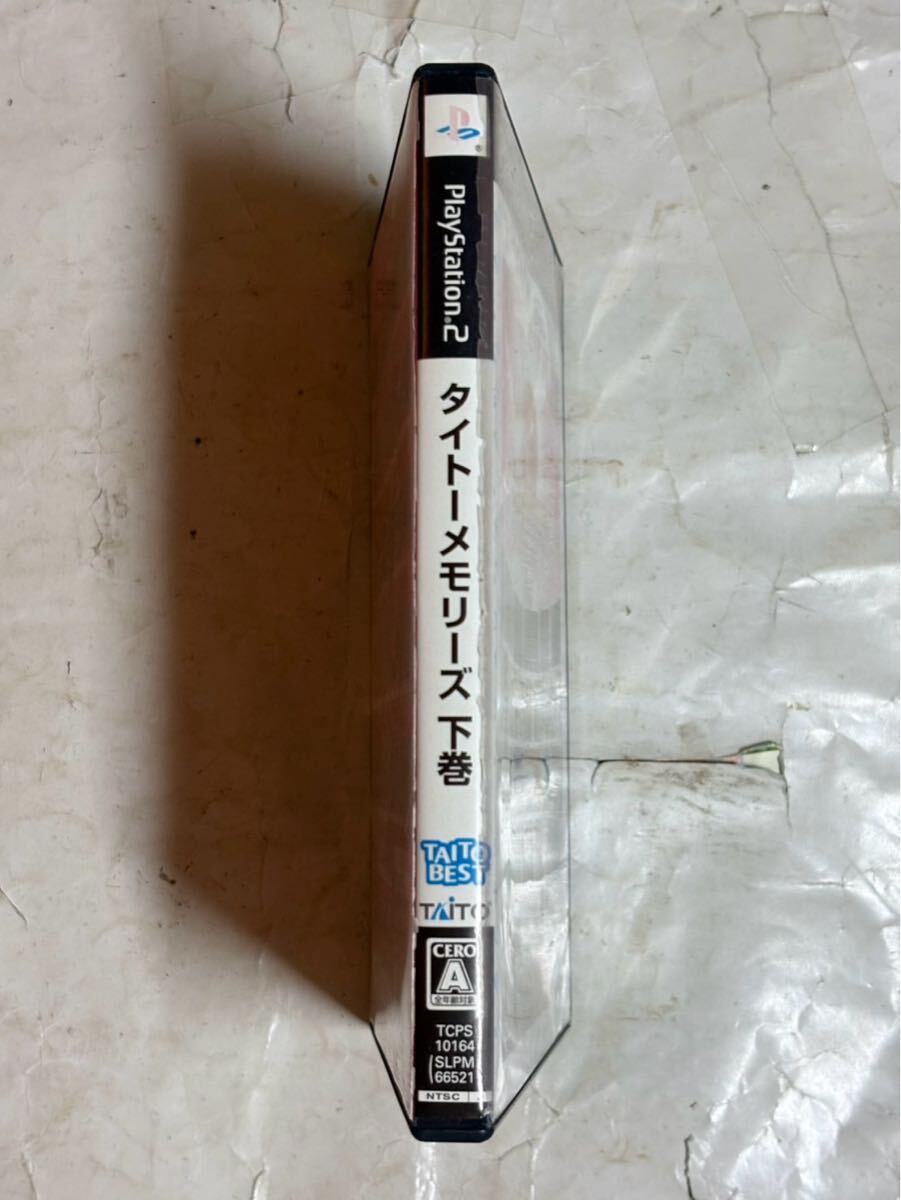 PlayStation®2
タイトーメモリーズ 下巻
TAITO
BEST
TAITO®
CERO
A
全年齢対象
TCPS
10164
(SLPM
66521
NTSC J